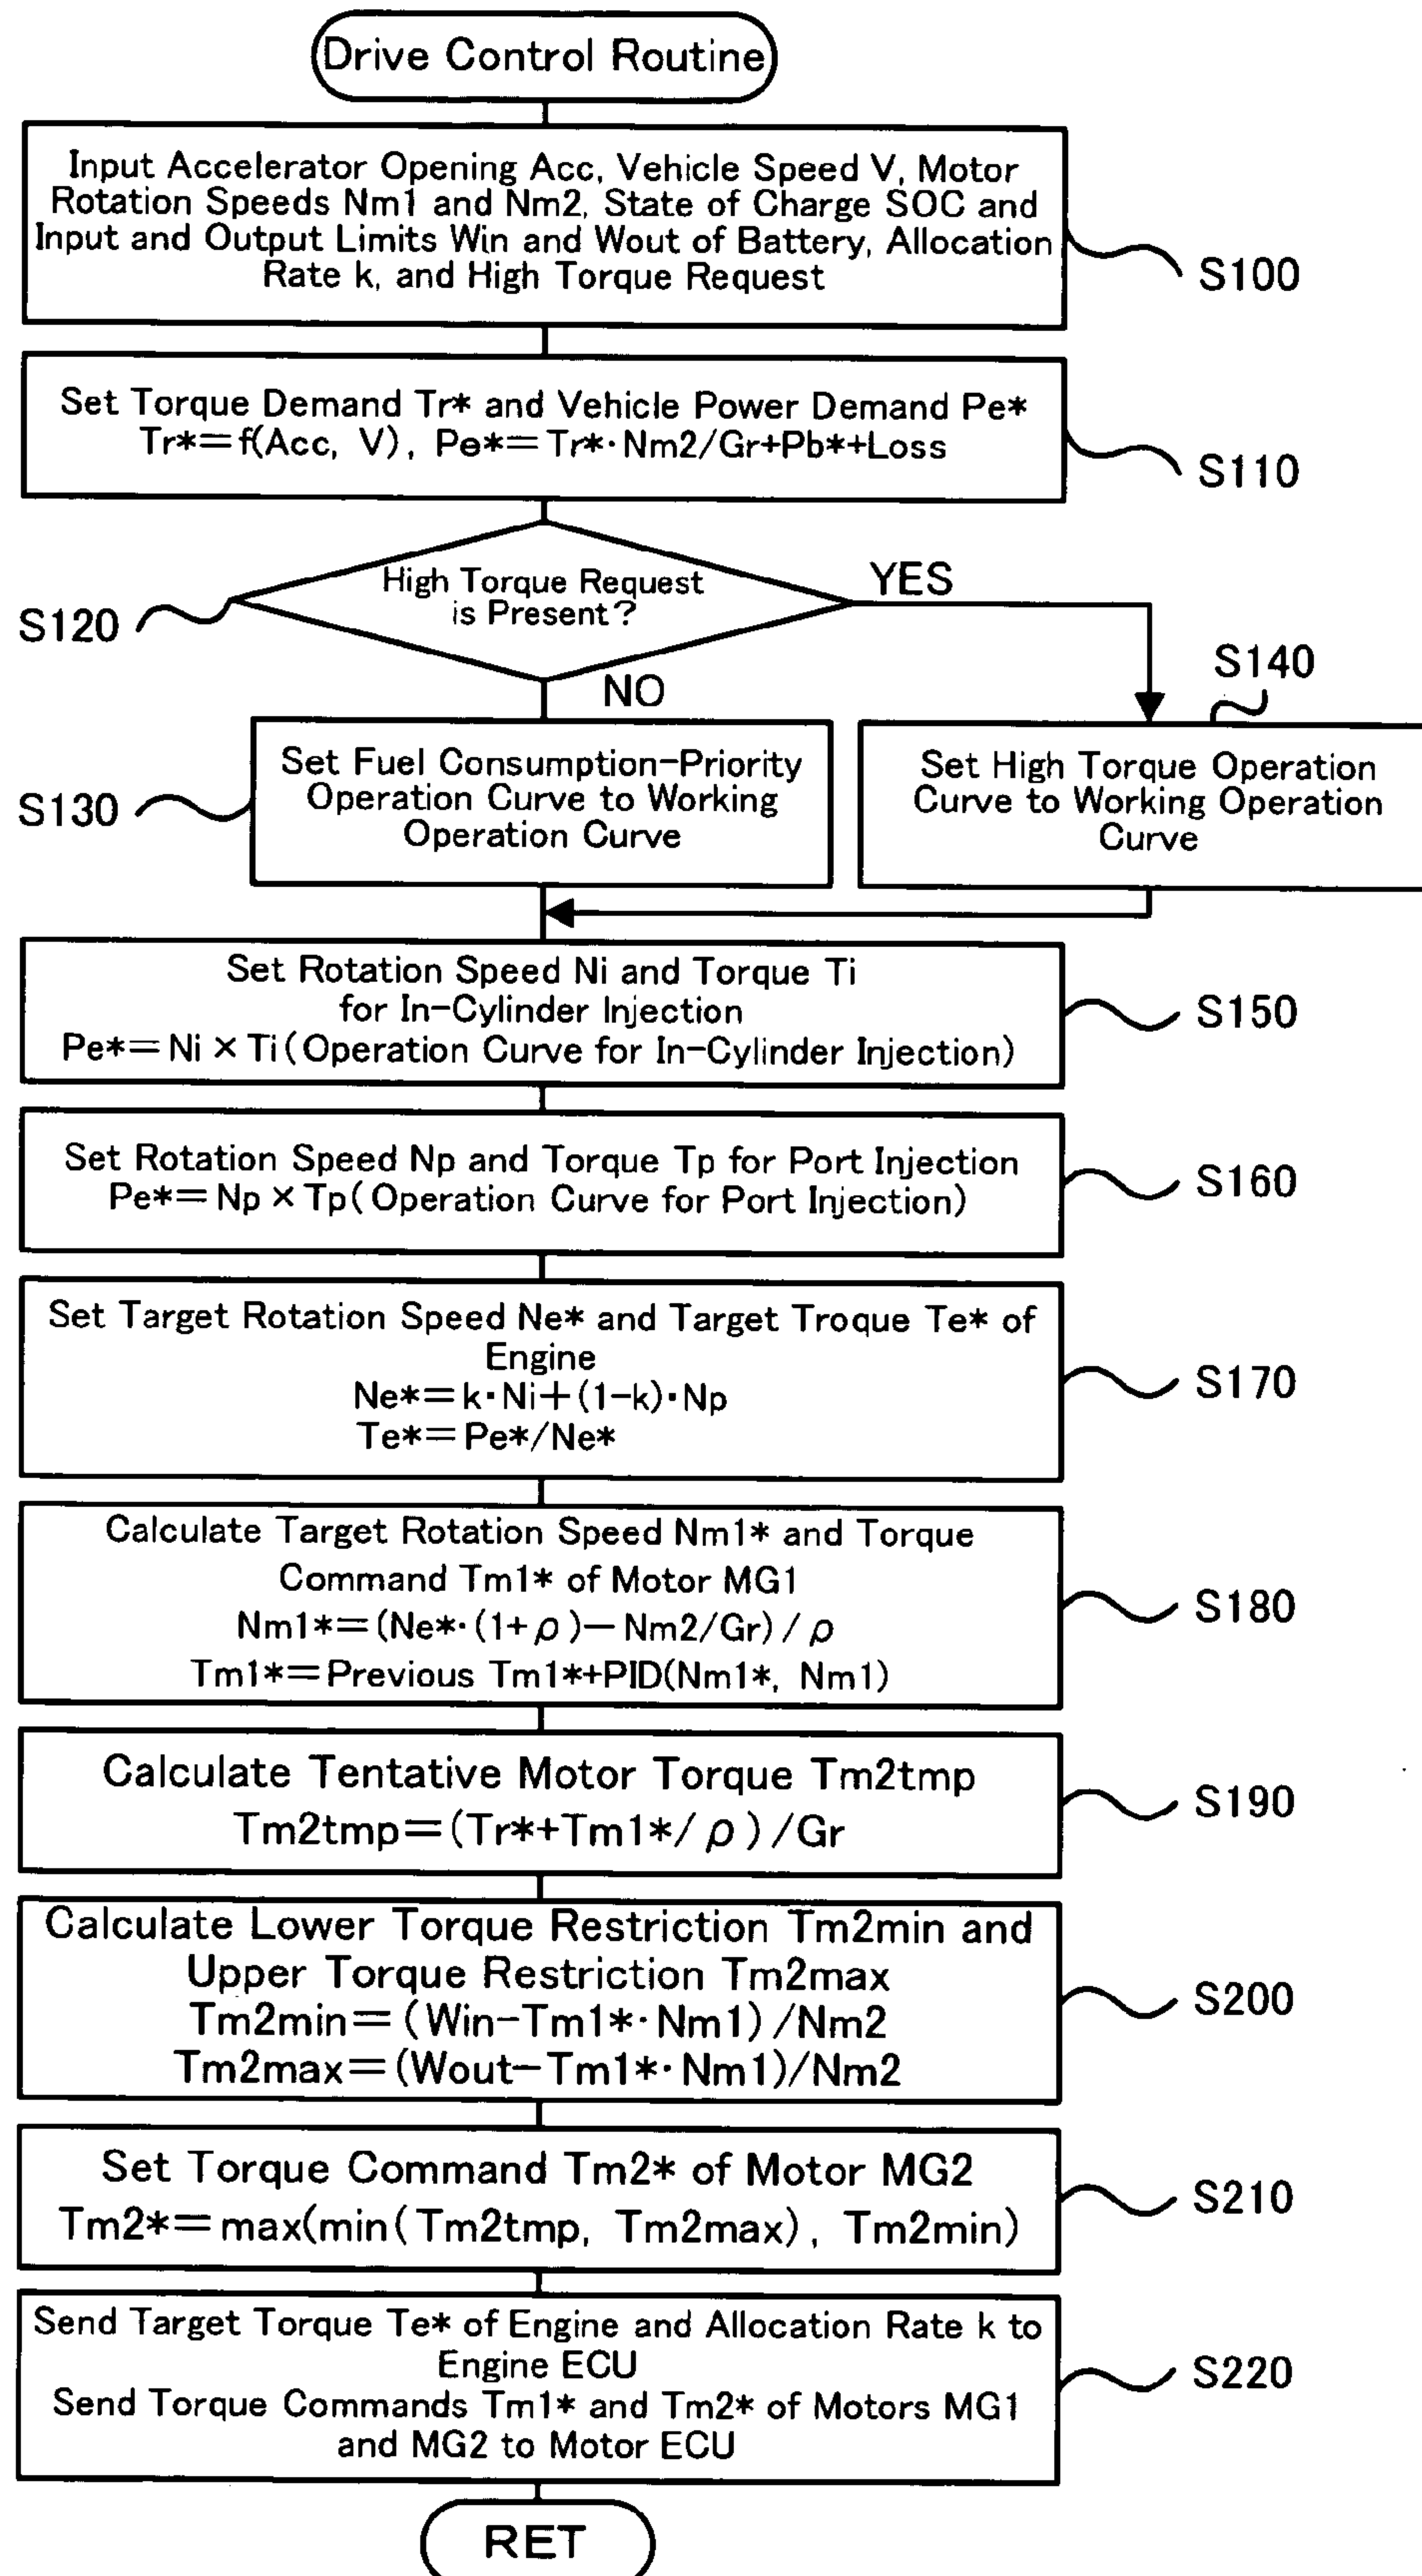 Drive Control Routine
Input Accelerator Opening Acc, Vehicle Speed V, Motor
Rotation Speeds Nm1 and Nm2, State of Charge SOC and
Input and Output Limits Win and Wout of Battery, Allocation
Rate k, and High Torque Request
S100
Set Torque Demand Tr* and Vehicle Power Demand Pe*
Tr*=f(Acc, V), Pe*=Tr*·Nm2/Gr+Pb*+Loss
S110
High Torque Request
is Present?
YES
S120
NO
S140
Set Fuel Consumption-Priority
Operation Curve to Working
Operation Curve
S130
Set High Torque Operation
Curve to Working Operation
Curve
Set Rotation Speed Ni and Torque Ti
for In-Cylinder Injection
Pe*=Ni×Ti(Operation Curve for In-Cylinder Injection)
S150
Set Rotation Speed Np and Torque Tp for Port Injection
Pe*=Np×Tp(Operation Curve for Port Injection)
S160
Set Target Rotation Speed Ne* and Target Troque Te* of
Engine
Ne*=k·Ni+(1-k)·Np
Te*=Pe*/Ne*
S170
Calculate Target Rotation Speed Nm1* and Torque
Command Tm1* of Motor MG1
Nm1*=(Ne*·(1+ρ)-Nm2/Gr)/ρ
Tm1*=Previous Tm1*+PID(Nm1*, Nm1)
S180
Calculate Tentative Motor Torque Tm2tmp
Tm2tmp=(Tr*+Tm1*/ρ)/Gr
S190
Calculate Lower Torque Restriction Tm2min and
Upper Torque Restriction Tm2max
Tm2min=(Win-Tm1*·Nm1)/Nm2
Tm2max=(Wout-Tm1*·Nm1)/Nm2
S200
Set Torque Command Tm2* of Motor MG2
Tm2*=max(min(Tm2tmp, Tm2max), Tm2min)
S210
Send Target Torque Te* of Engine and Allocation Rate k to
Engine ECU
Send Torque Commands Tm1* and Tm2* of Motors MG1
and MG2 to Motor ECU
S220
RET